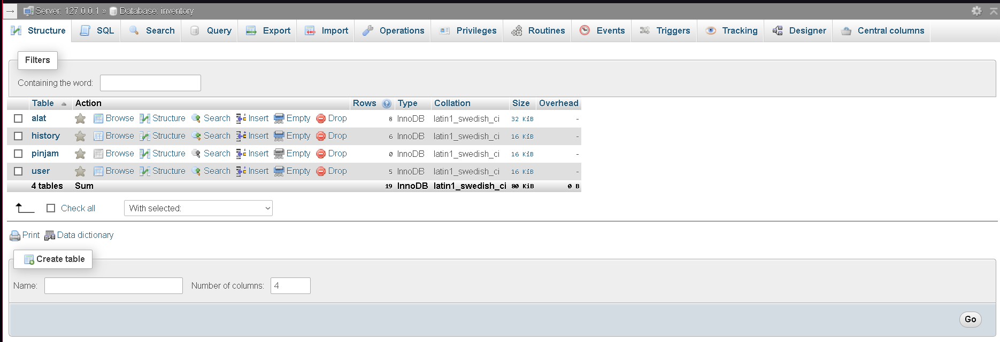 Server: 127.0.0.1 » Database: inventory
Structure SQL Search Query Export Import Operations Privileges Routines Events Triggers Tracking Designer Central columns
Filters
Containing the word:
Table Action Rows Type Collation Size Overhead
alat Browse Structure Search Insert Empty Drop 8 InnoDB latin1_swedish_ci 32 KiB -
history Browse Structure Search Insert Empty Drop 6 InnoDB latin1_swedish_ci 16 KiB -
pinjam Browse Structure Search Insert Empty Drop 0 InnoDB latin1_swedish_ci 16 KiB -
user Browse Structure Search Insert Empty Drop 5 InnoDB latin1_swedish_ci 16 KiB -
4 tables Sum 19 InnoDB latin1_swedish_ci 80 KiB 0 B
Check all With selected:
Print Data dictionary
Create table
Name: Number of columns: 4
Go